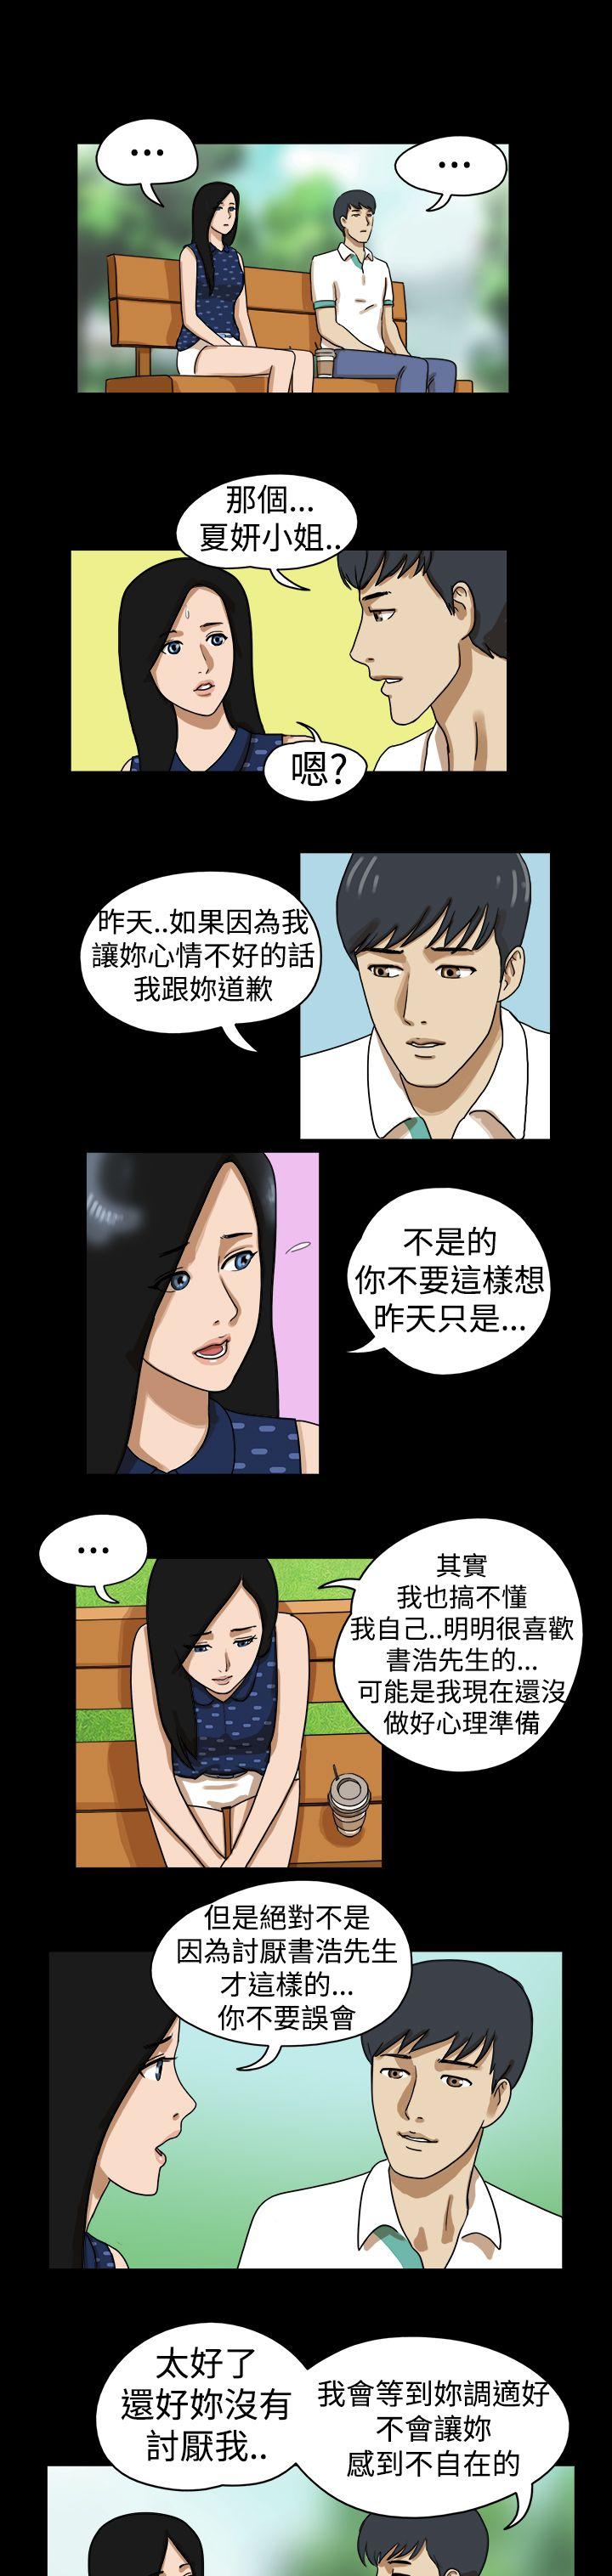 ...
...
那個...
夏妍小姐..
嗯?
昨天..如果因為我
讓妳心情不好的話
我跟妳道歉
不是的
你不要這樣想
昨天只是...
...
其實
我也搞不懂
我自己..明明很喜歡
書浩先生的...
可能是我現在還沒
做好心理準備
但是絕對不是
因為討厭書浩先生
才這樣的...
你不要誤會
太好了
還好妳沒有
討厭我..
我會等到妳調適好
不會讓妳
感到不自在的